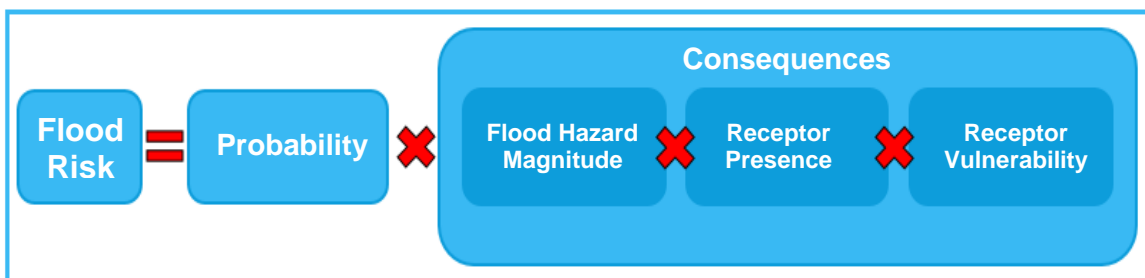 Consequences
Flood
Risk
Probability
Flood Hazard
Magnitude
Receptor
Presence
Receptor
Vulnerability